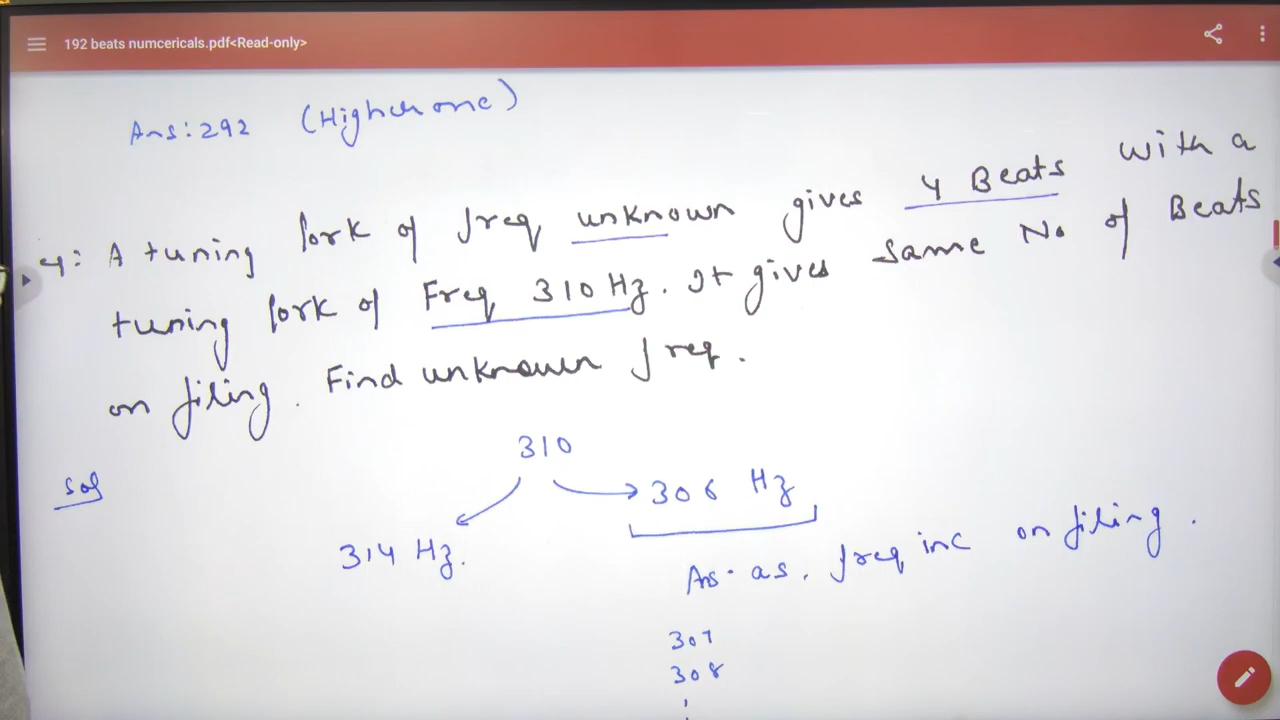 192 beats numcericals.pdf<Read-only>
Ans:292 (Higher one)
4: A tuning fork of freq unknown gives 4 Beats with a
tuning fork of Freq 310 Hz. It gives same No of Beats
on filing. Find unknown freq.
Sol
310
306 Hz
314 Hz.
Ans. as, freq inc on filing.
307
308